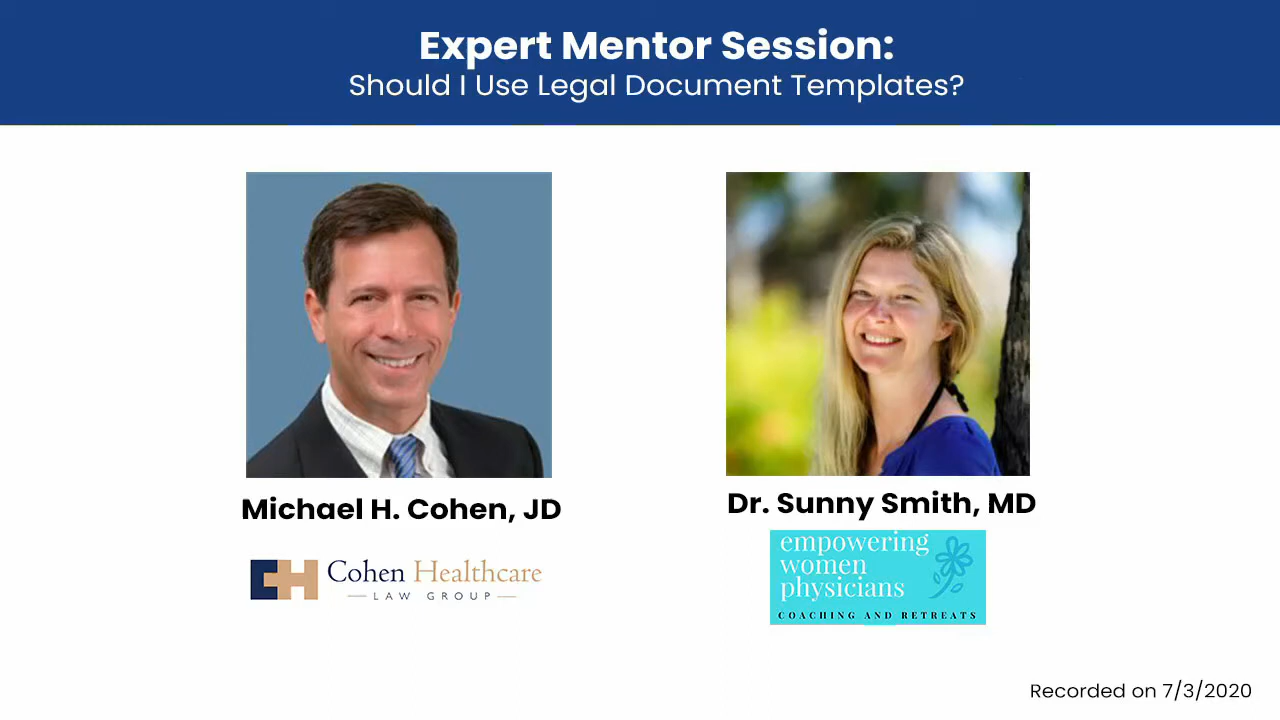 Expert Mentor Session:
Should I Use Legal Document Templates?
Michael H. Cohen, JD
CH Cohen Healthcare
LAW GROUP
Dr. Sunny Smith, MD
empowering
women
physicians
COACHING AND RETREATS
Recorded on 7/3/2020